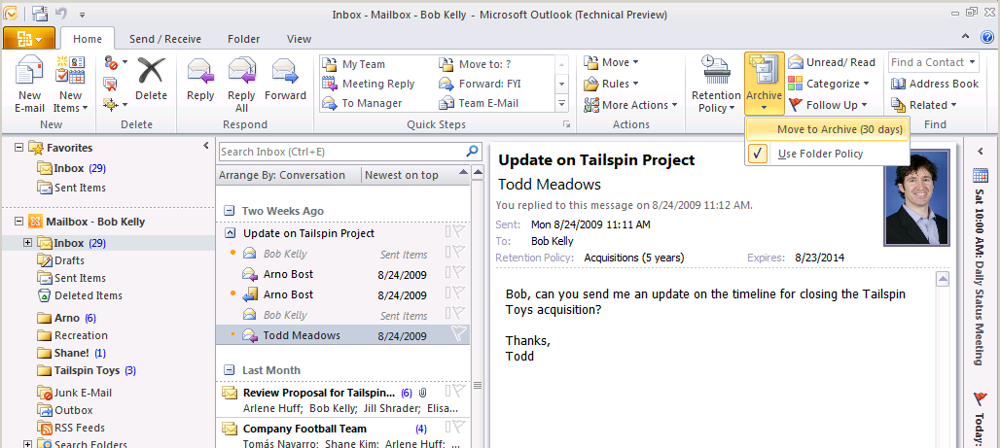 Inbox - Mailbox - Bob Kelly - Microsoft Outlook (Technical Preview)
Home Send / Receive Folder View
New E-mail
New Items
New
Delete
Delete
Reply
Reply All
Forward
Respond
My Team Move to: ?
Meeting Reply Forward: FYI
To Manager Team E-Mail
Quick Steps
Move
Rules
More Actions
Actions
Retention Policy
Archive
Unread/ Read
Categorize
Follow Up
Move to Archive (30 days)
Use Folder Policy
Find a Contact
Address Book
Related
Find
Favorites
Inbox (29)
Sent Items
Mailbox - Bob Kelly
Inbox (29)
Drafts
Sent Items
Deleted Items
Arno (6)
Recreation
Shane! (1)
Tailspin Toys (3)
Junk E-Mail
Outbox
RSS Feeds
Search Folders
Search Inbox (Ctrl+E)
Arrange By: Conversation Newest on top
Two Weeks Ago
Update on Tailspin Project
Bob Kelly Sent Items
Arno Bost 8/24/2009
Arno Bost 8/24/2009
Bob Kelly Sent Items
Todd Meadows 8/24/2009
Last Month
Review Proposal for Tailspin... (6)
Arlene Huff; Bob Kelly; Jill Shrader; Elisa...
Company Football Team (4)
Tomás Navarro; Shane Kim; Arlene Huff; ...
Update on Tailspin Project
Todd Meadows
You replied to this message on 8/24/2009 11:12 AM.
Sent: Mon 8/24/2009 11:11 AM
To: Bob Kelly
Retention Policy: Acquisitions (5 years) Expires: 8/23/2014
Bob, can you send me an update on the timeline for closing the Tailspin
Toys acquisition?
Thanks,
Todd
Sat 10:00 AM: Daily Status Meeting
Today: